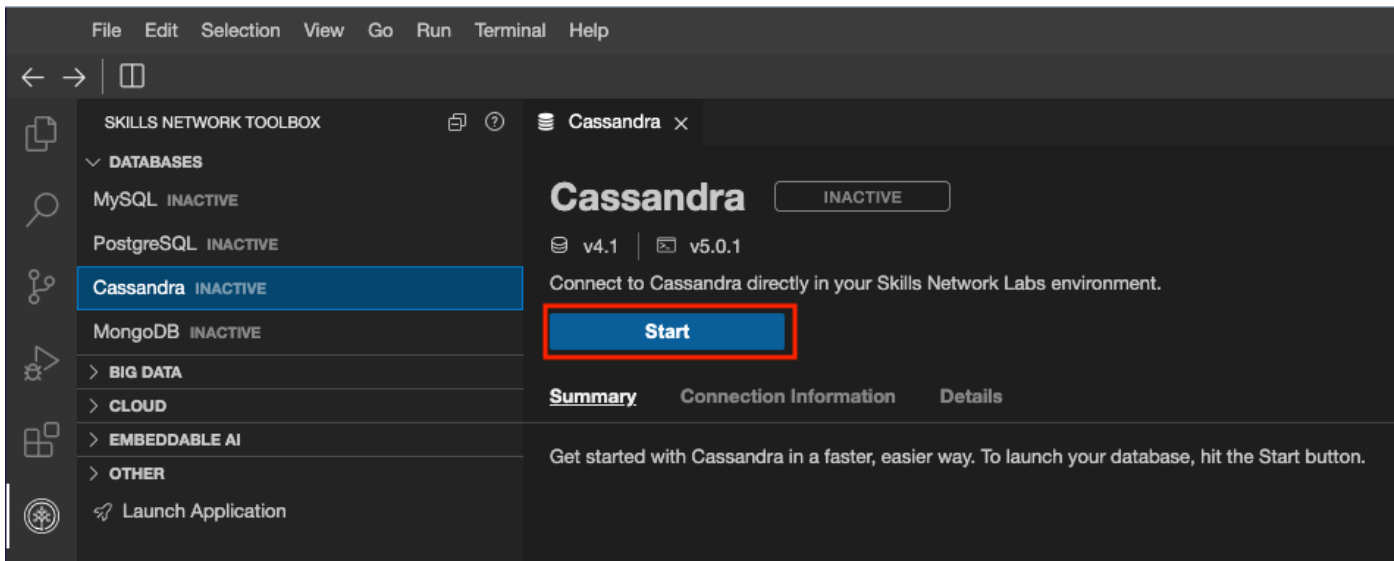 File Edit Selection View Go Run Terminal Help
SKILLS NETWORK TOOLBOX
DATABASES
MySQL INACTIVE
PostgreSQL INACTIVE
Cassandra INACTIVE
MongoDB INACTIVE
BIG DATA
CLOUD
EMBEDDABLE AI
OTHER
Launch Application
Cassandra
Cassandra INACTIVE
v4.1 v5.0.1
Connect to Cassandra directly in your Skills Network Labs environment.
Start
Summary Connection Information Details
Get started with Cassandra in a faster, easier way. To launch your database, hit the Start button.